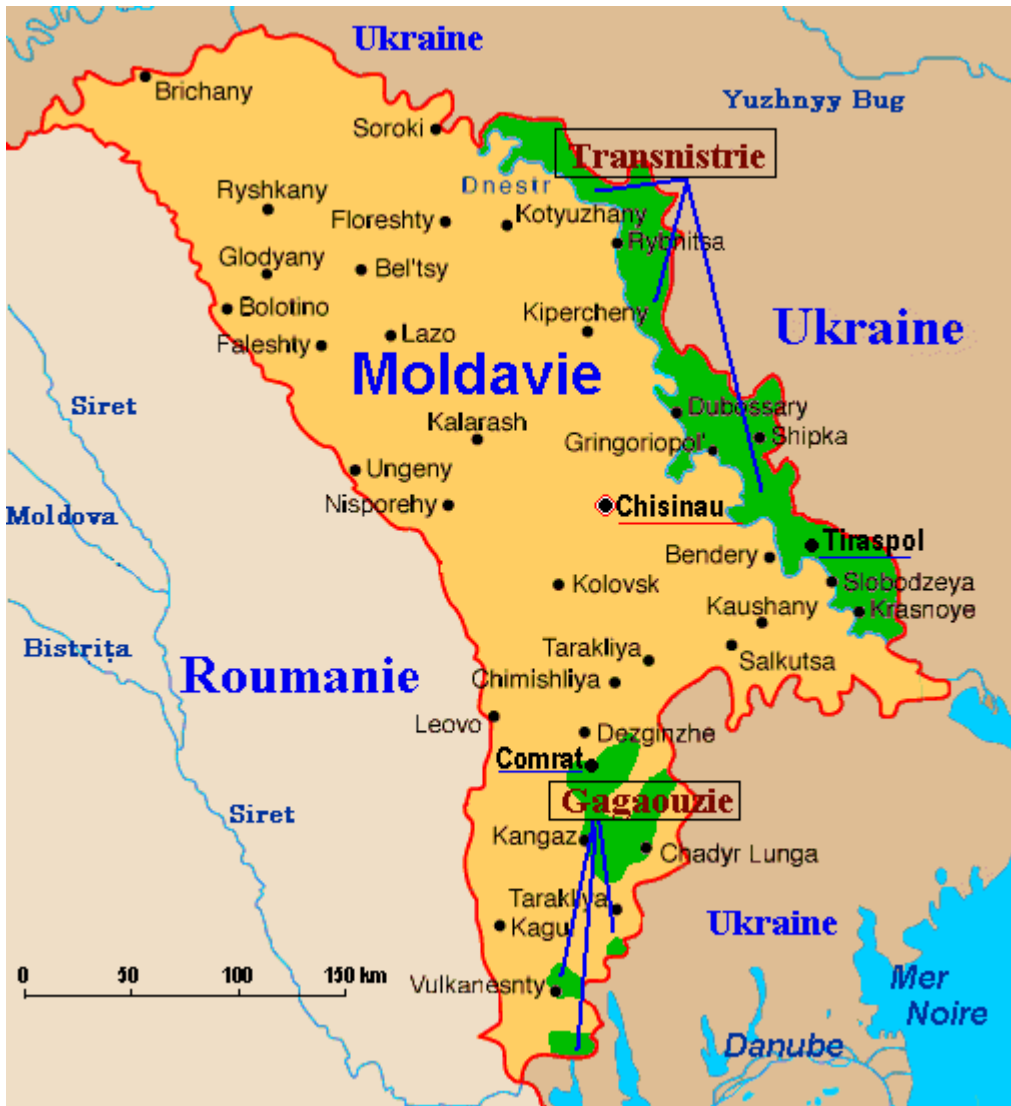 Ukraine
Brichany
Yuzhnyy Bug
Soroki
Transnistrie
Dnestr
Ryshkany
Floreshty
Kotyuzhany
Rybnitsa
Glodyany
Bel'tsy
Bolotino
Kipercheny
Ukraine
Faleshty
Lazo
Moldavie
Siret
Dubossary
Kalarash
Gringoriopol'
Shipka
Ungeny
Nisporehy
Chisinau
Moldova
Tiraspol
Bendery
Kolovsk
Slobodzeya
Kaushany
Krasnoye
Bistrița
Tarakliya
Salkutsa
Roumanie
Chimishliya
Leovo
Dezginzhe
Comrat
Gagaouzie
Siret
Kangaz
Chadyr Lunga
Tarakliya
Kagu
Ukraine
0 50 100 150 km
Vulkanesnty
Mer
Noire
Danube